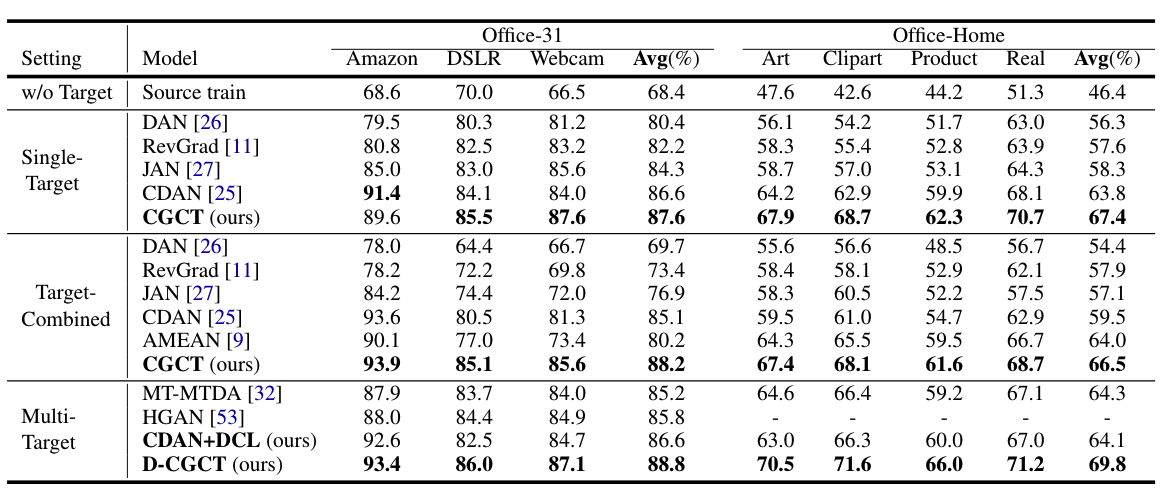 Office-31 Office-Home
Setting Model Amazon DSLR Webcam Avg(%) Art Clipart Product Real Avg(%)
w/o Target Source train 68.6 70.0 66.5 68.4 47.6 42.6 44.2 51.3 46.4
DAN [26] 79.5 80.3 81.2 80.4 56.1 54.2 51.7 63.0 56.3
RevGrad [11] 80.8 82.5 83.2 82.2 58.3 55.4 52.8 63.9 57.6
Single-
JAN [27] 85.0 83.0 85.6 84.3 58.7 57.0 53.1 64.3 58.3
Target
CDAN [25] 91.4 84.1 84.0 86.6 64.2 62.9 59.9 68.1 63.8
CGCT (ours) 89.6 85.5 87.6 87.6 67.9 68.7 62.3 70.7 67.4
DAN [26] 78.0 64.4 66.7 69.7 55.6 56.6 48.5 56.7 54.4
RevGrad [11] 78.2 72.2 69.8 73.4 58.4 58.1 52.9 62.1 57.9
Target-
JAN [27] 84.2 74.4 72.0 76.9 58.3 60.5 52.2 57.5 57.1
Combined
CDAN [25] 93.6 80.5 81.3 85.1 59.5 61.0 54.7 62.9 59.5
AMEAN [9] 90.1 77.0 73.4 80.2 64.3 65.5 59.5 66.7 64.0
CGCT (ours) 93.9 85.1 85.6 88.2 67.4 68.1 61.6 68.7 66.5
MT-MTDA [32] 87.9 83.7 84.0 85.2 64.6 66.4 59.2 67.1 64.3
Multi-
HGAN [53] 88.0 84.4 84.9 85.8 - - - - -
Target
CDAN+DCL (ours) 92.6 82.5 84.7 86.6 63.0 66.3 60.0 67.0 64.1
D-CGCT (ours) 93.4 86.0 87.1 88.8 70.5 71.6 66.0 71.2 69.8